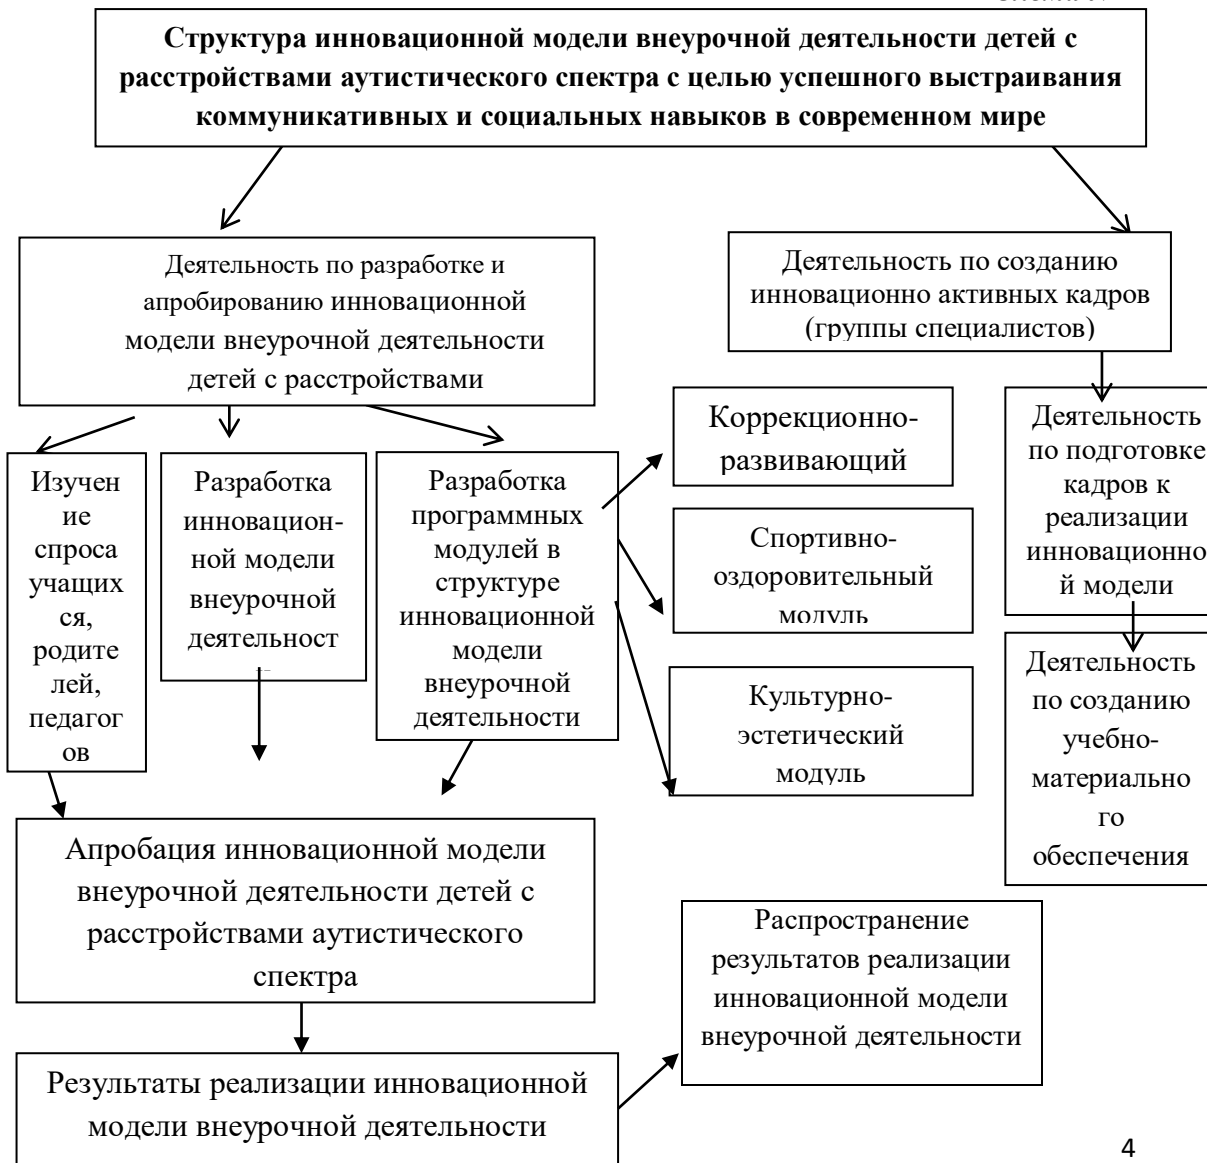 Структура инновационной модели внеурочной деятельности детей с
расстройствами аутистического спектра с целью успешного выстраивания
коммуникативных и социальных навыков в современном мире
Деятельность по разработке и
апробированию инновационной
модели внеурочной деятельности
детей с расстройствами
Деятельность по созданию
инновационно активных кадров
(группы специалистов)
Изучен
ие
спроса
учащих
ся,
родите
лей,
педагог
ов
Разработка
инновацион-
ной модели
внеурочной
деятельност
Разработка
программных
модулей в
структуре
инновационной
модели
внеурочной
деятельности
Коррекционно-
развивающий
Спортивно-
оздоровительный
модуль
Культурно-
эстетический
модуль
Деятельность
по подготовке
кадров к
реализации
инновационно
й модели
Деятельность
по созданию
учебно-
материально
го
обеспечения
Апробация инновационной модели
внеурочной деятельности детей с
расстройствами аутистического
спектра
Распространение
результатов реализации
инновационной модели
внеурочной деятельности
Результаты реализации инновационной
модели внеурочной деятельности
4